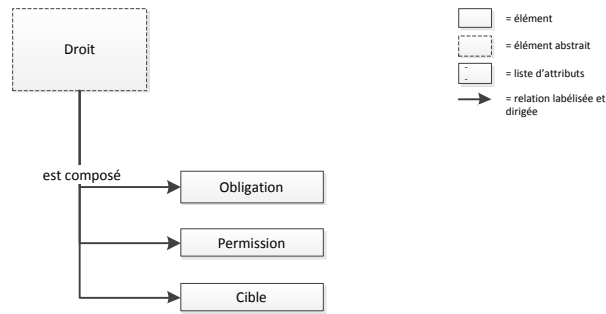 Droit
est composé
Obligation
Permission
Cible
= élément
= élément abstrait
= liste d'attributs
= relation labélisée et
dirigée